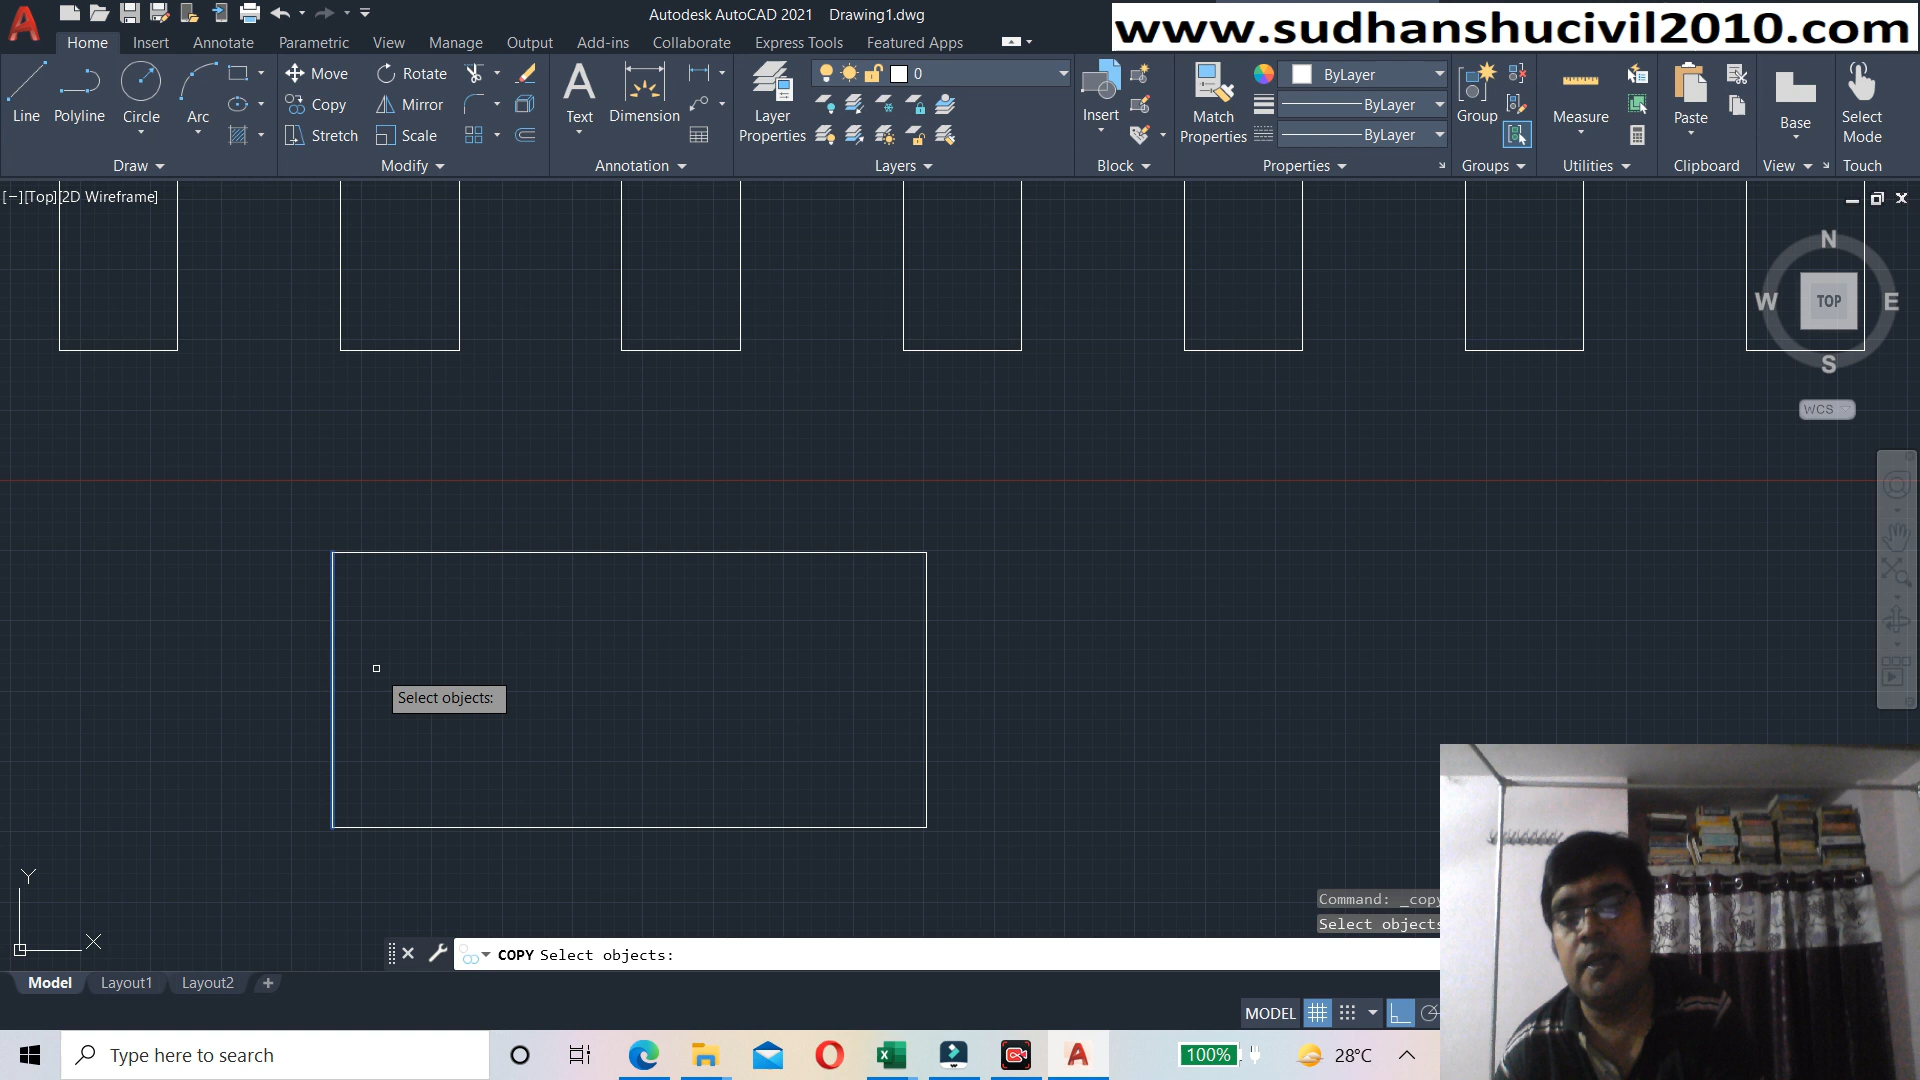 Autodesk AutoCAD 2021 Drawing1.dwg
www.sudhanshucivil2010.com
Home Insert Annotate Parametric View Manage Output Add-ins Collaborate Express Tools Featured Apps
Move Rotate
Copy Mirror
Stretch Scale
Line Polyline Circle Arc
Text Dimension
Layer Properties
0
Insert
Match Properties
ByLayer
ByLayer
ByLayer
Group
Measure
Paste
Base
Select Mode
Draw Modify Annotation Layers Block Properties Groups Utilities Clipboard View Touch
[−][Top][2D Wireframe]
N
W TOP E
S
WCS
Select objects:
Y
X
Command: _copy
Select objects
COPY Select objects:
Model Layout1 Layout2 +
MODEL
Type here to search
100% 28°C